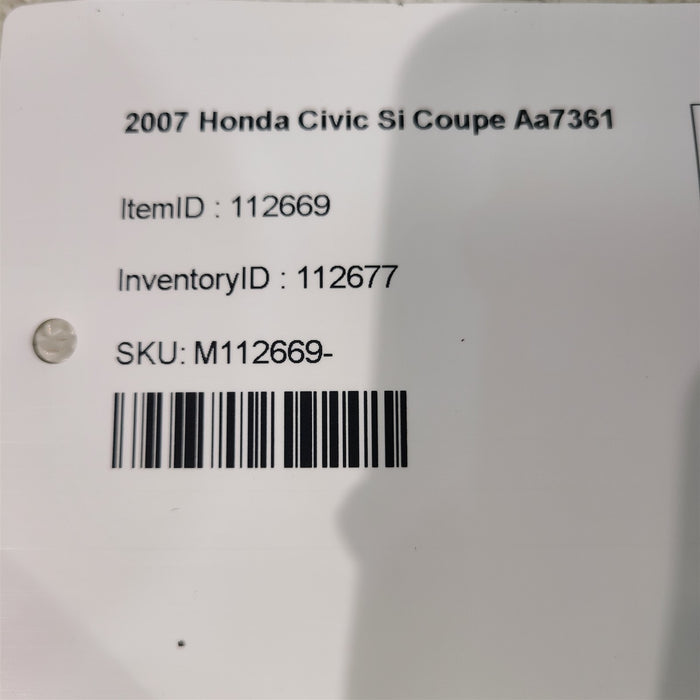 2007 Honda Civic Si Coupe Aa7361
ItemID : 112669
InventoryID : 112677
SKU: M112669-